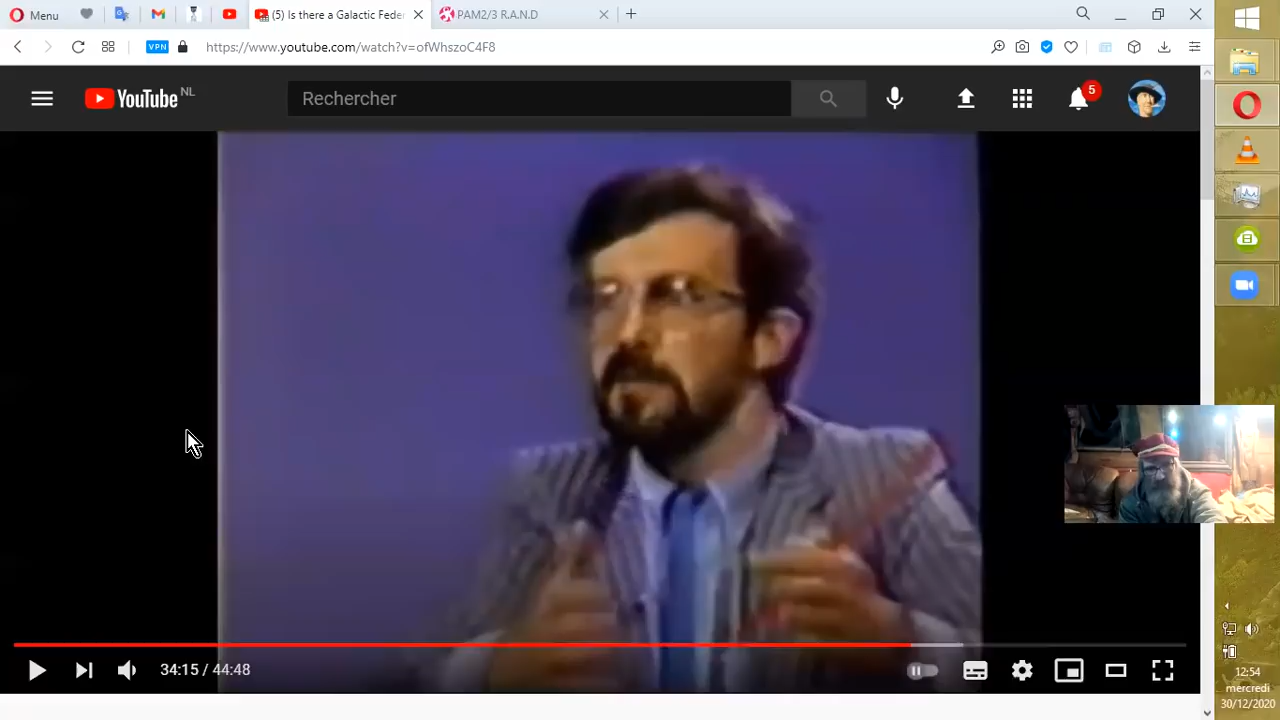 Menu
(5) Is there a Galactic Feder
PAM2/3 R.A.N.D
VPN
https://www.youtube.com/watch?v=ofWhszoC4F8
YouTube NL
Rechercher
5
34:15 / 44:48
12:54
mercredi
30/12/2020